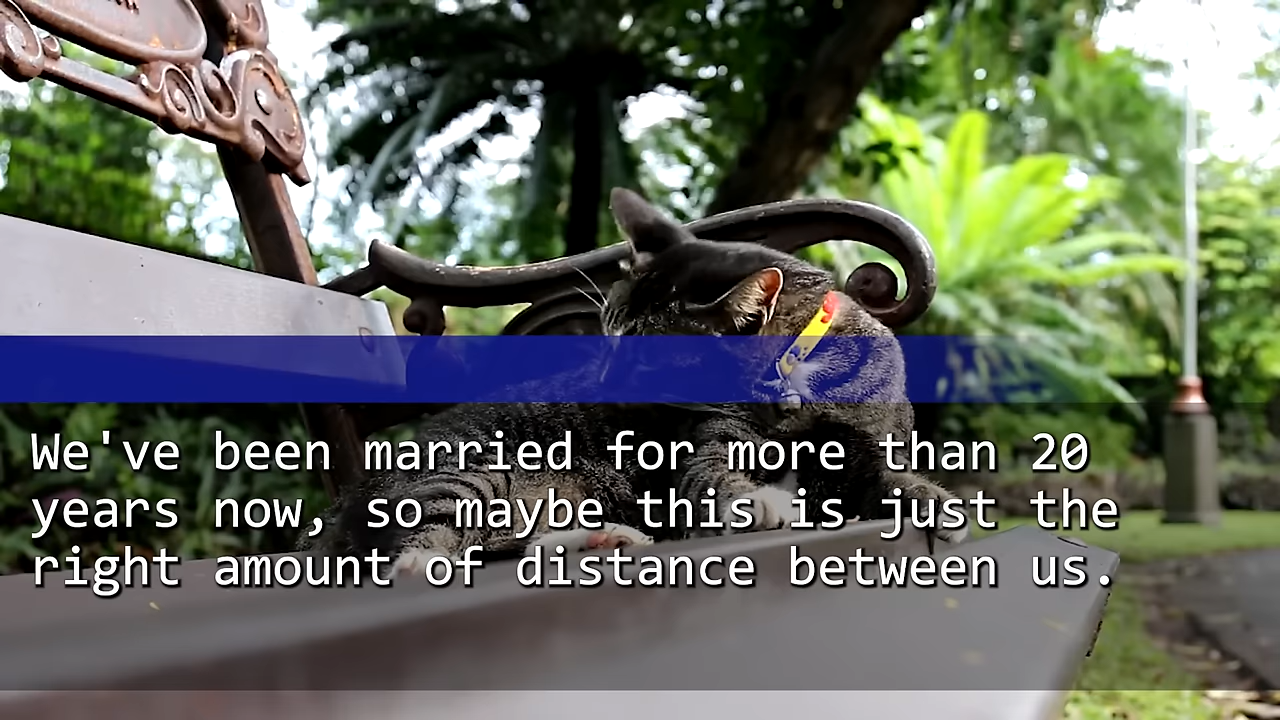 We've been married for more than 20
years now, so maybe this is just the
right amount of distance between us.